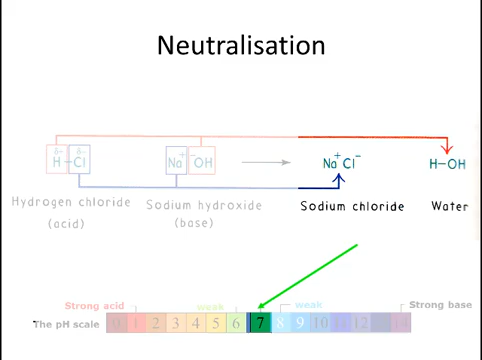 Neutralisation
δ- δ-
H-Cl Na+ -OH Na+ Cl- H-OH
Hydrogen chloride Sodium hydroxide Sodium chloride Water
(acid) (base)
Strong acid weak weak Strong base
The pH scale 0 1 2 3 4 5 6 7 8 9 10 11 12 14